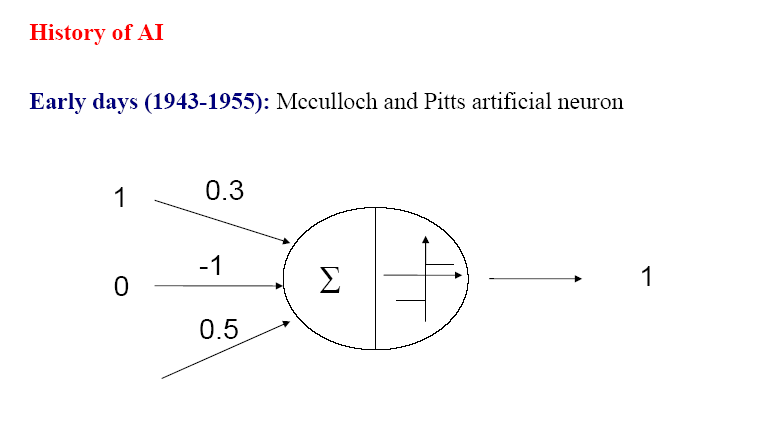 History of AI
Early days (1943-1955): Mcculloch and Pitts artificial neuron
1
0.3
-1
0
Σ
1
0.5